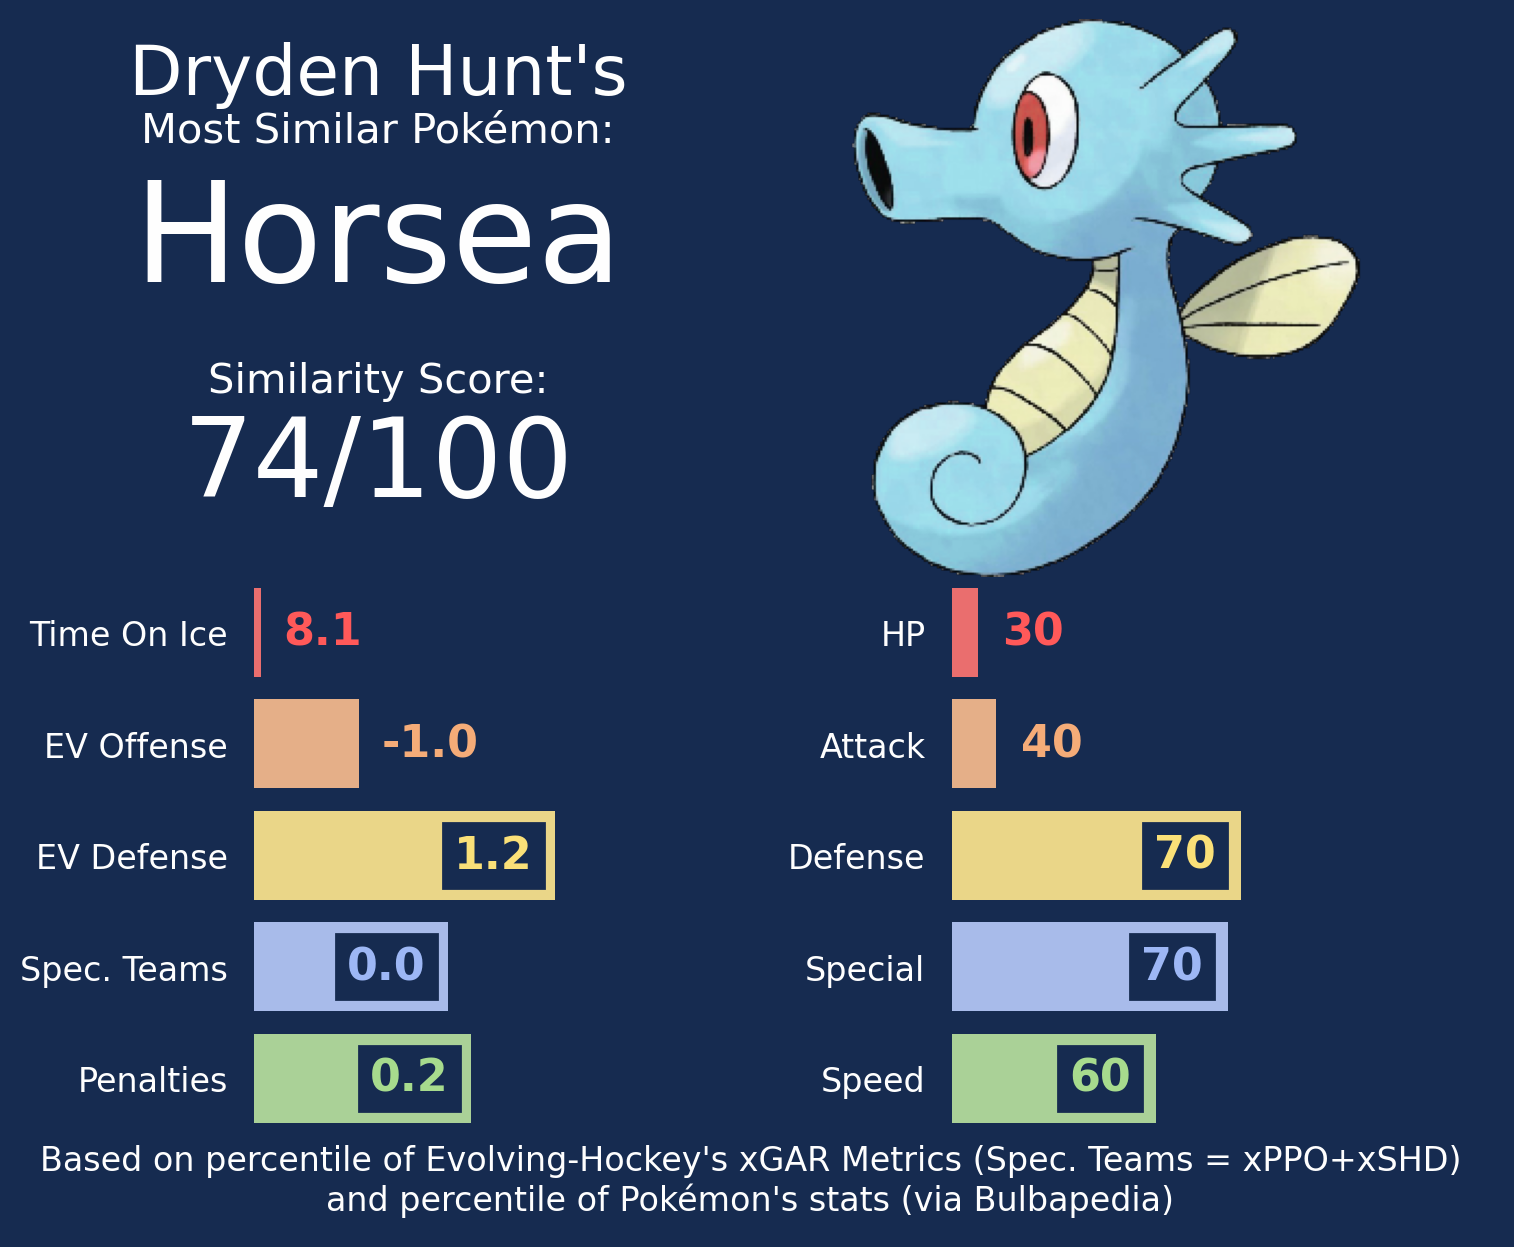 Dryden Hunt's
Most Similar Pokémon:
Horsea
Similarity Score:
74/100
Time On Ice 8.1
EV Offense -1.0
EV Defense 1.2
Spec. Teams 0.0
Penalties 0.2
HP 30
Attack 40
Defense 70
Special 70
Speed 60
Based on percentile of Evolving-Hockey's xGAR Metrics (Spec. Teams = xPPO+xSHD)
and percentile of Pokémon's stats (via Bulbapedia)